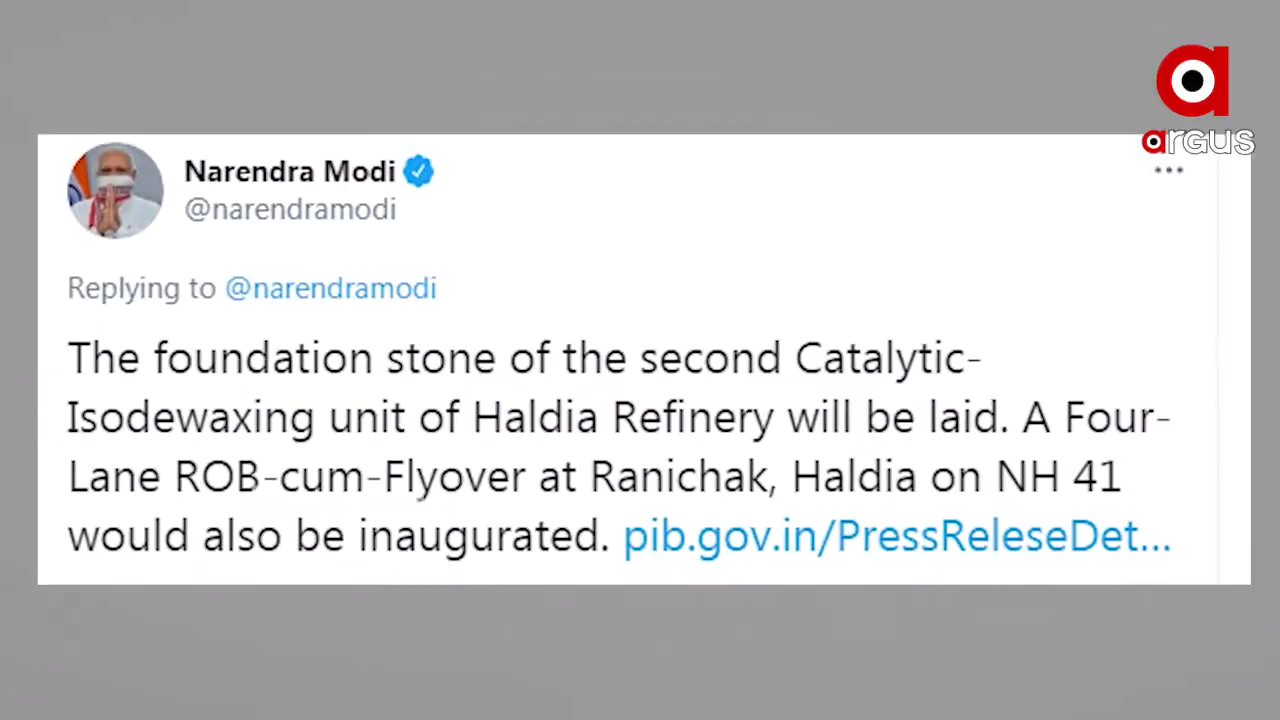 argus
Narendra Modi
@narendramodi
Replying to @narendramodi
The foundation stone of the second Catalytic-
Isodewaxing unit of Haldia Refinery will be laid. A Four-
Lane ROB-cum-Flyover at Ranichak, Haldia on NH 41
would also be inaugurated. pib.gov.in/PressReleseDet...